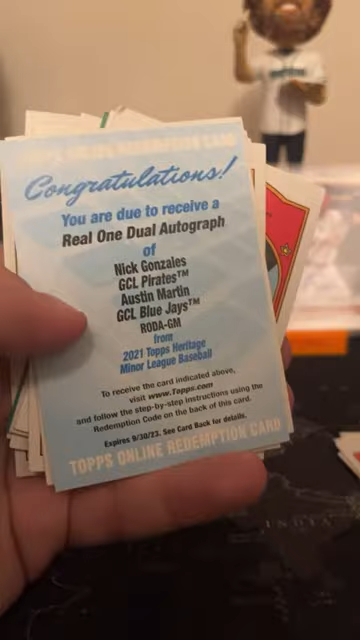 TOPPS ONLINE REDEMPTION CARD
Congratulations!
You are due to receive a
Real One Dual Autograph
of
Nick Gonzales
GCL Pirates™
Austin Martin
GCL Blue Jays™
RODA-GM
from
2021 Topps Heritage
Minor League Baseball
To receive the card indicated above,
visit www.Topps.com
and follow the step-by-step instructions using the
Redemption Code on the back of this card.
Expires 9/30/23. See Card Back for details.
TOPPS ONLINE REDEMPTION CARD
INDIA